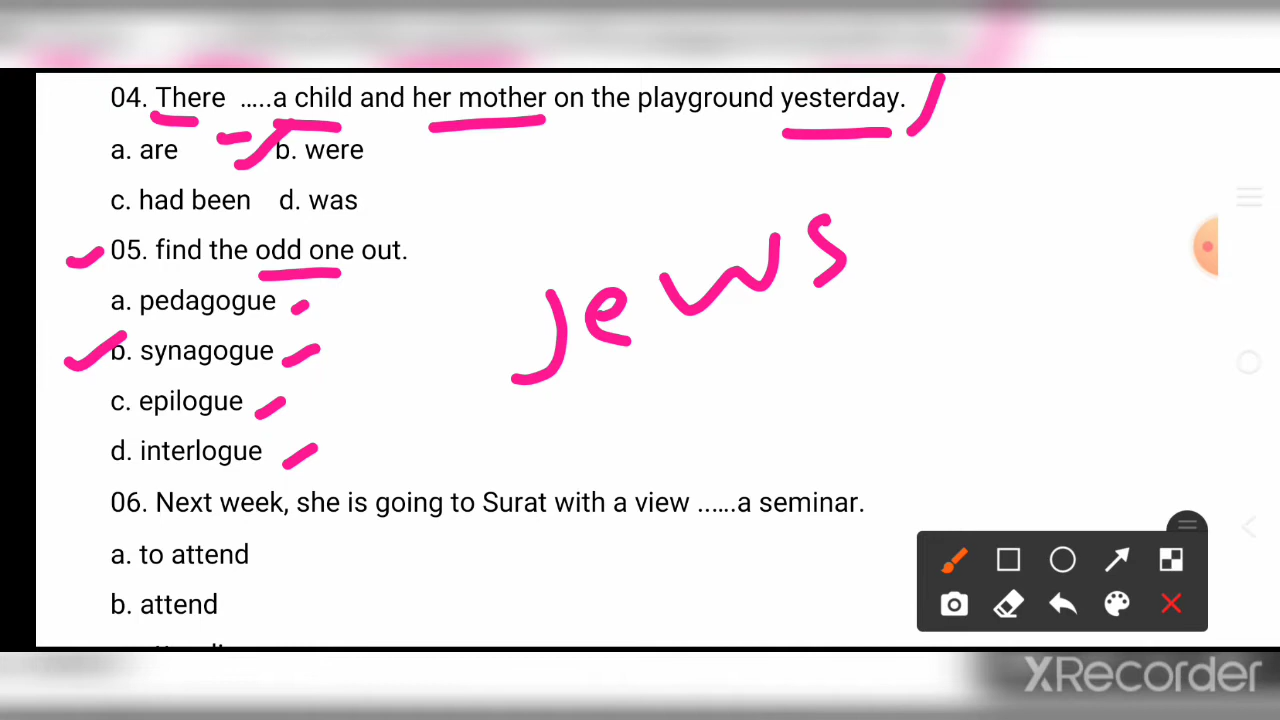 04. There .....a child and her mother on the playground yesterday.
a. are b. were
c. had been d. was
05. find the odd one out.
Jews
a. pedagogue
b. synagogue
c. epilogue
d. interlogue
06. Next week, she is going to Surat with a view ......a seminar.
a. to attend
b. attend
XRecorder